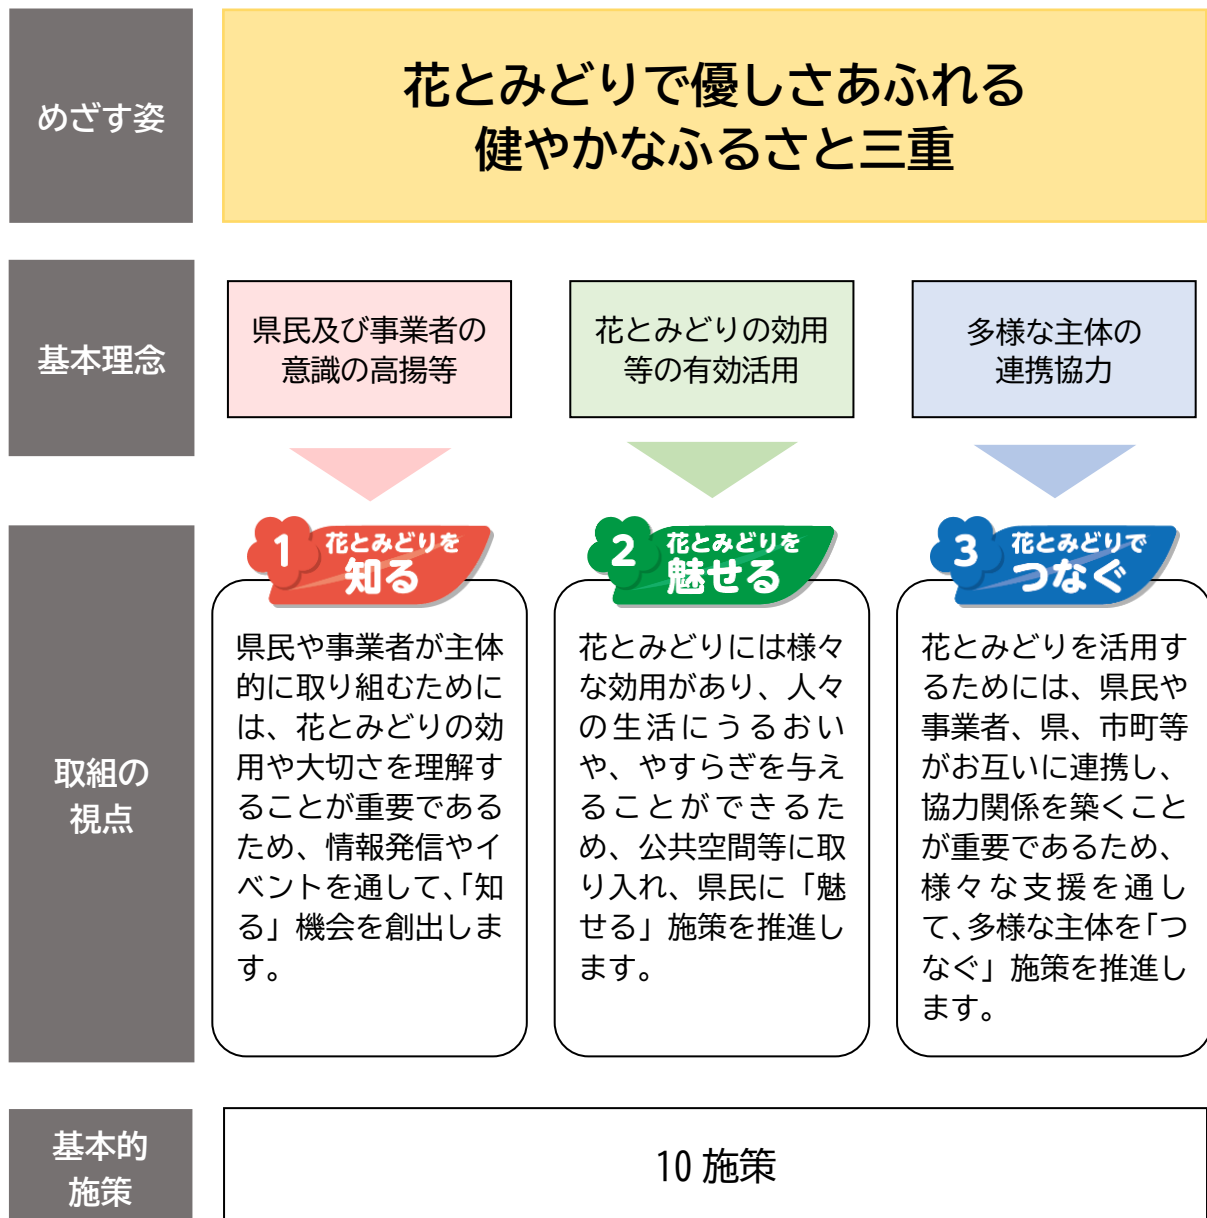 めざす姿
花とみどりで優しさあふれる
健やかなふるさと三重
基本理念
県民及び事業者の
意識の高揚等
花とみどりの効用
等の有効活用
多様な主体の
連携協力
取組の
視点
1 花とみどりを
知る
県民や事業者が主体
的に取り組むために
は、花とみどりの効
用や大切さを理解す
ることが重要である
ため、情報発信やイ
ベントを通して、「知
る」機会を創出しま
す。
2 花とみどりを
魅せる
花とみどりには様々
な効用があり、人々
の生活にうるおい
や、やすらぎを与え
ることができるた
め、公共空間等に取
り入れ、県民に「魅
せる」施策を推進し
ます。
3 花とみどりで
つなぐ
花とみどりを活用す
るためには、県民や
事業者、県、市町等
がお互いに連携し、
協力関係を築くこと
が重要であるため、
様々な支援を通し
て、多様な主体を「つ
なぐ」施策を推進し
ます。
基本的
施策
10 施策